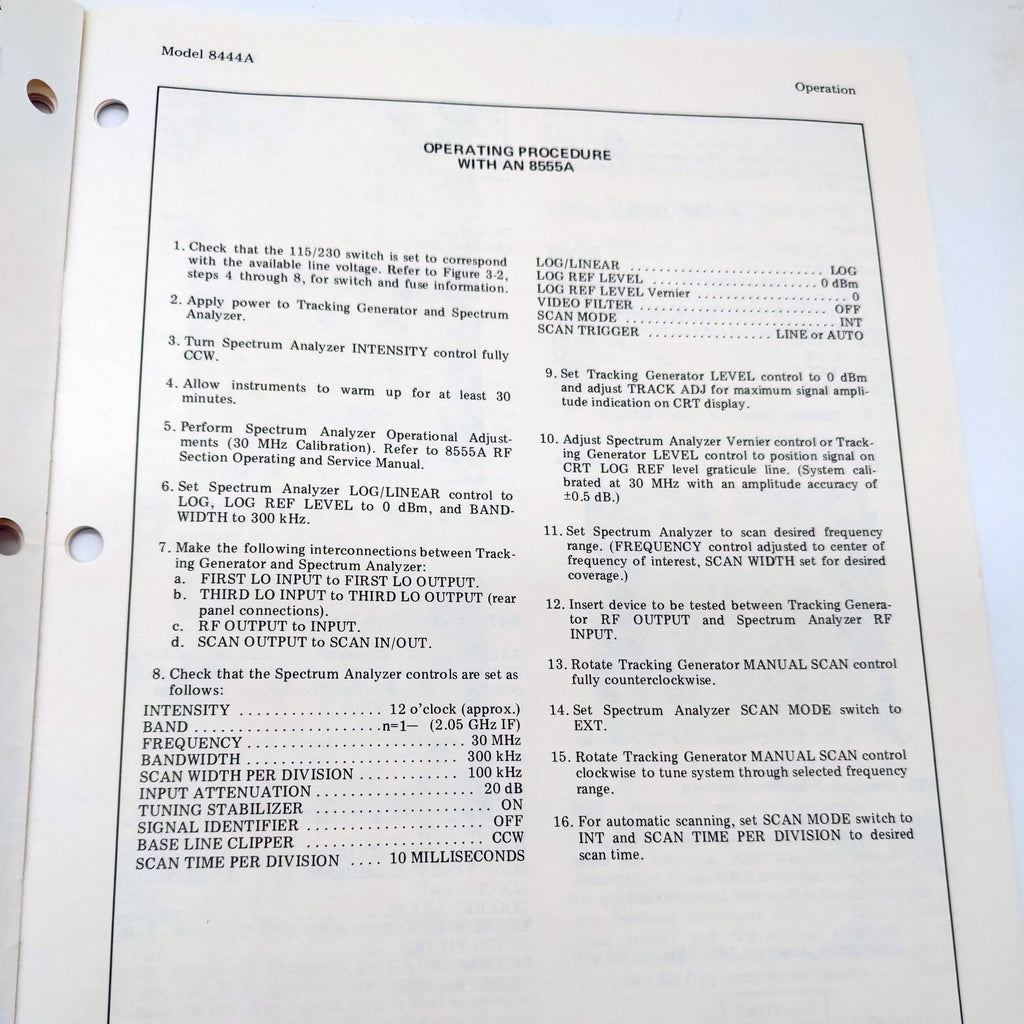 Model 8444A
Operation
OPERATING PROCEDURE
WITH AN 8555A
1. Check that the 115/230 switch is set to correspond
with the available line voltage. Refer to Figure 3-2,
steps 4 through 8, for switch and fuse information.
2. Apply power to Tracking Generator and Spectrum
Analyzer.
3. Turn Spectrum Analyzer INTENSITY control fully
CCW.
4. Allow instruments to warm up for at least 30
minutes.
5. Perform Spectrum Analyzer Operational Adjust-
ments (30 MHz Calibration). Refer to 8555A RF
Section Operating and Service Manual.
6. Set Spectrum Analyzer LOG/LINEAR control to
LOG, LOG REF LEVEL to 0 dBm, and BAND-
WIDTH to 300 kHz.
7. Make the following interconnections between Track-
ing Generator and Spectrum Analyzer:
a. FIRST LO INPUT to FIRST LO OUTPUT.
b. THIRD LO INPUT to THIRD LO OUTPUT (rear
panel connections).
c. RF OUTPUT to INPUT.
d. SCAN OUTPUT to SCAN IN/OUT.
8. Check that the Spectrum Analyzer controls are set as
follows:
INTENSITY ................ 12 o'clock (approx.)
BAND ...................... n=1— (2.05 GHz IF)
FREQUENCY ........................ 30 MHz
BANDWIDTH ........................ 300 kHz
SCAN WIDTH PER DIVISION ............ 100 kHz
INPUT ATTENUATION .................. 20 dB
TUNING STABILIZER .................... ON
SIGNAL IDENTIFIER .................... OFF
BASE LINE CLIPPER .................... CCW
SCAN TIME PER DIVISION .... 10 MILLISECONDS
LOG/LINEAR ........................ LOG
LOG REF LEVEL ...................... 0 dBm
LOG REF LEVEL Vernier .................... 0
VIDEO FILTER ........................ OFF
SCAN MODE .......................... INT
SCAN TRIGGER ................ LINE or AUTO
9. Set Tracking Generator LEVEL control to 0 dBm
and adjust TRACK ADJ for maximum signal ampli-
tude indication on CRT display.
10. Adjust Spectrum Analyzer Vernier control or Track-
ing Generator LEVEL control to position signal on
CRT LOG REF level graticule line. (System cali-
brated at 30 MHz with an amplitude accuracy of
±0.5 dB.)
11. Set Spectrum Analyzer to scan desired frequency
range. (FREQUENCY control adjusted to center of
frequency of interest, SCAN WIDTH set for desired
coverage.)
12. Insert device to be tested between Tracking Genera-
tor RF OUTPUT and Spectrum Analyzer RF
INPUT.
13. Rotate Tracking Generator MANUAL SCAN control
fully counterclockwise.
14. Set Spectrum Analyzer SCAN MODE switch to
EXT.
15. Rotate Tracking Generator MANUAL SCAN control
clockwise to tune system through selected frequency
range.
16. For automatic scanning, set SCAN MODE switch to
INT and SCAN TIME PER DIVISION to desired
scan time.